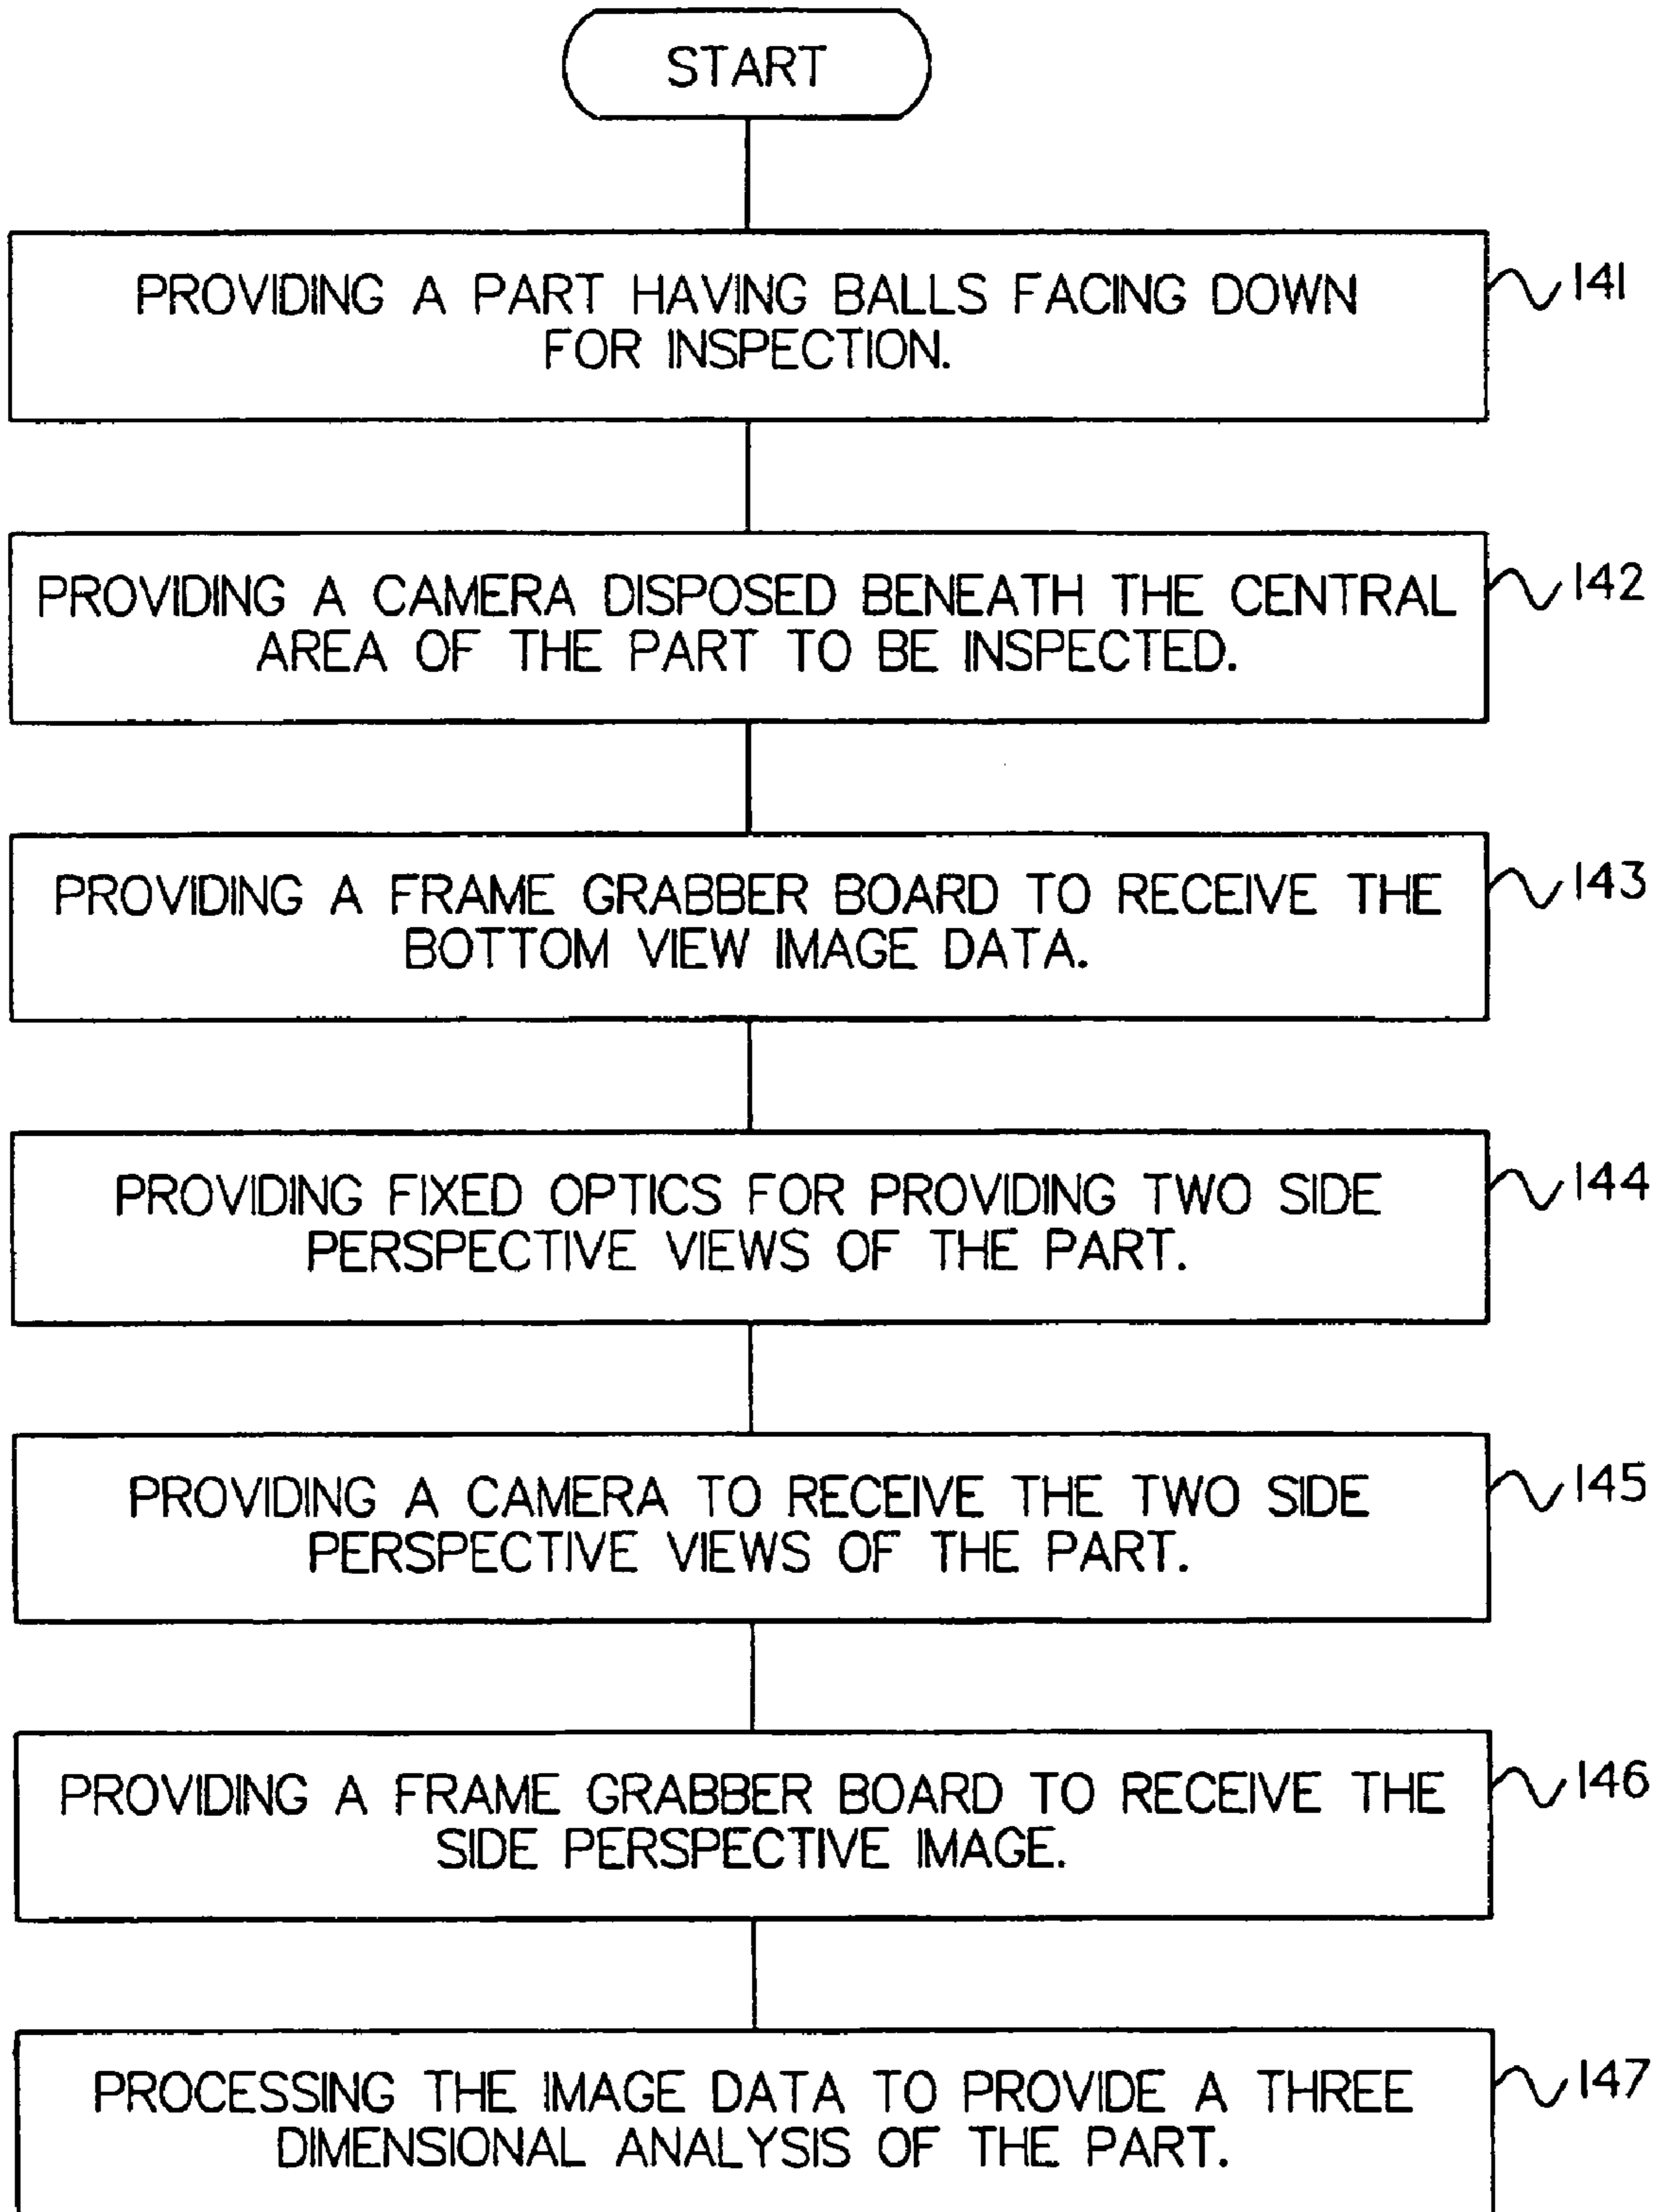 START
PROVIDING A PART HAVING BALLS FACING DOWN
FOR INSPECTION.
141
PROVIDING A CAMERA DISPOSED BENEATH THE CENTRAL
AREA OF THE PART TO BE INSPECTED.
142
PROVIDING A FRAME GRABBER BOARD TO RECEIVE THE
BOTTOM VIEW IMAGE DATA.
143
PROVIDING FIXED OPTICS FOR PROVIDING TWO SIDE
PERSPECTIVE VIEWS OF THE PART.
144
PROVIDING A CAMERA TO RECEIVE THE TWO SIDE
PERSPECTIVE VIEWS OF THE PART.
145
PROVIDING A FRAME GRABBER BOARD TO RECEIVE THE
SIDE PERSPECTIVE IMAGE.
146
PROCESSING THE IMAGE DATA TO PROVIDE A THREE
DIMENSIONAL ANALYSIS OF THE PART.
147